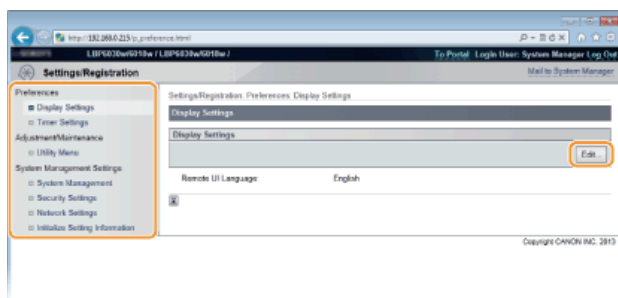 http://192.168.0.215/p_preference.html
LBP6030w/6018w / LBP6030w/6018w /
To Portal Login User: System Manager Log Out
Settings/Registration
Mail to System Manager
Preferences
Display Settings
Timer Settings
Adjustment/Maintenance
Utility Menu
System Management Settings
System Management
Security Settings
Network Settings
Initialize Setting Information
Settings/Registration: Preferences: Display Settings
Display Settings
Display Settings
Edit...
Remote UI Language: English
Copyright CANON INC. 2013